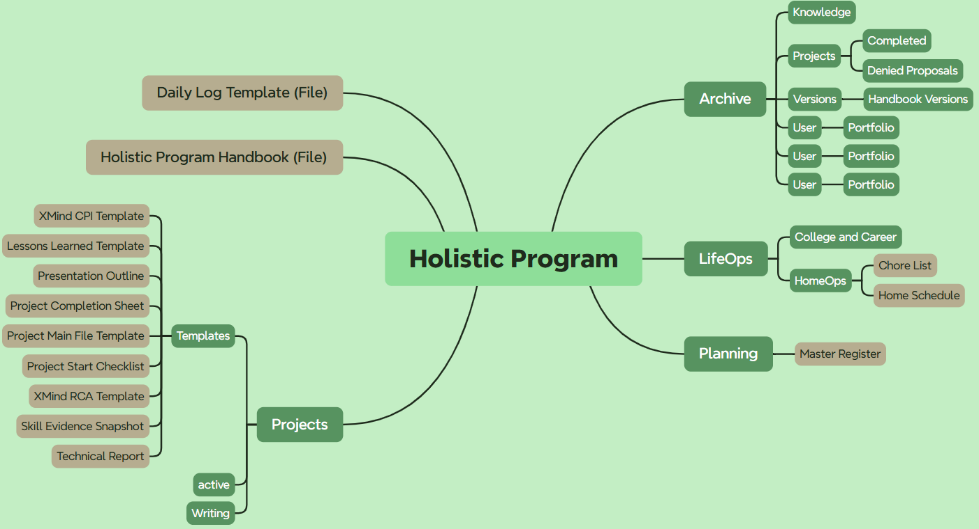 Holistic Program
Daily Log Template (File)
Holistic Program Handbook (File)
Projects
Templates
XMind CPI Template
Lessons Learned Template
Presentation Outline
Project Completion Sheet
Project Main File Template
Project Start Checklist
XMind RCA Template
Skill Evidence Snapshot
Technical Report
active
Writing
Archive
Knowledge
Projects
Completed
Denied Proposals
Versions
Handbook Versions
User
Portfolio
User
Portfolio
User
Portfolio
LifeOps
College and Career
HomeOps
Chore List
Home Schedule
Planning
Master Register